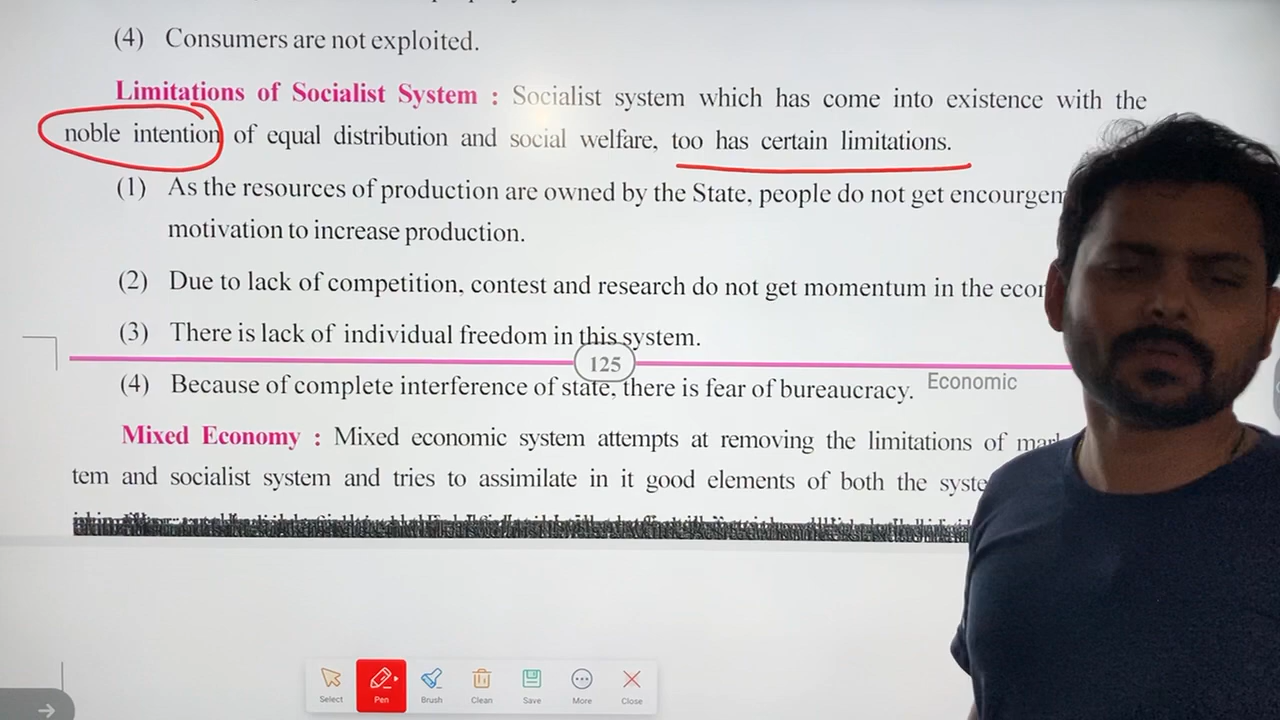 (4) Consumers are not exploited.
Limitations of Socialist System : Socialist system which has come into existence with the
noble intention of equal distribution and social welfare, too has certain limitations.
(1) As the resources of production are owned by the State, people do not get encourgem
motivation to increase production.
(2) Due to lack of competition, contest and research do not get momentum in the econ
(3) There is lack of individual freedom in this system.
125
(4) Because of complete interference of state, there is fear of bureaucracy.
Economic
Mixed Economy : Mixed economic system attempts at removing the limitations of mar
tem and socialist system and tries to assimilate in it good elements of both the syste
Select Pen Brush Clean Save More Close